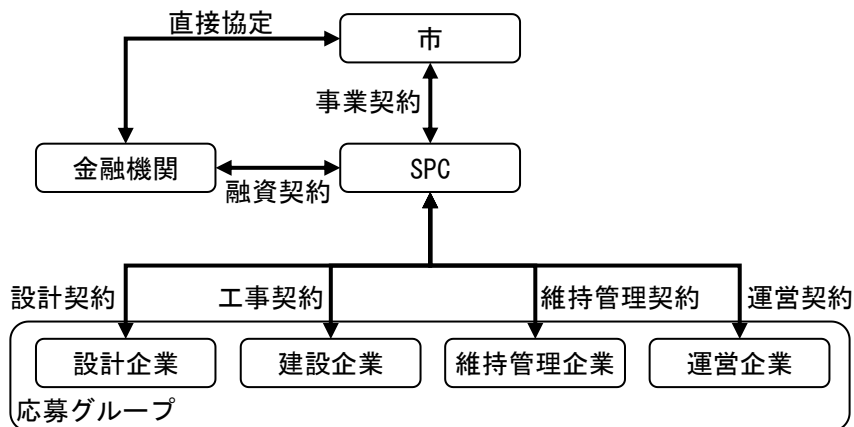 直接協定
市
事業契約
金融機関
SPC
融資契約
設計契約
工事契約
維持管理契約
運営契約
設計企業
建設企業
維持管理企業
運営企業
応募グループ